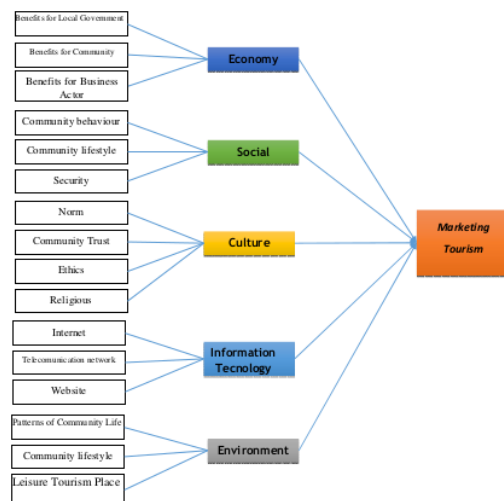 Benefits for Local Government
Benefits for Community
Benefits for Business
Actor
Economy
Community behaviour
Community lifestyle
Security
Social
Norm
Community Trust
Ethics
Religious
Culture
Internet
Telecomunication network
Website
Information
Tecnology
Patterns of Community Life
Community lifestyle
Leisure Tourism Place
Environment
Marketing
Tourism